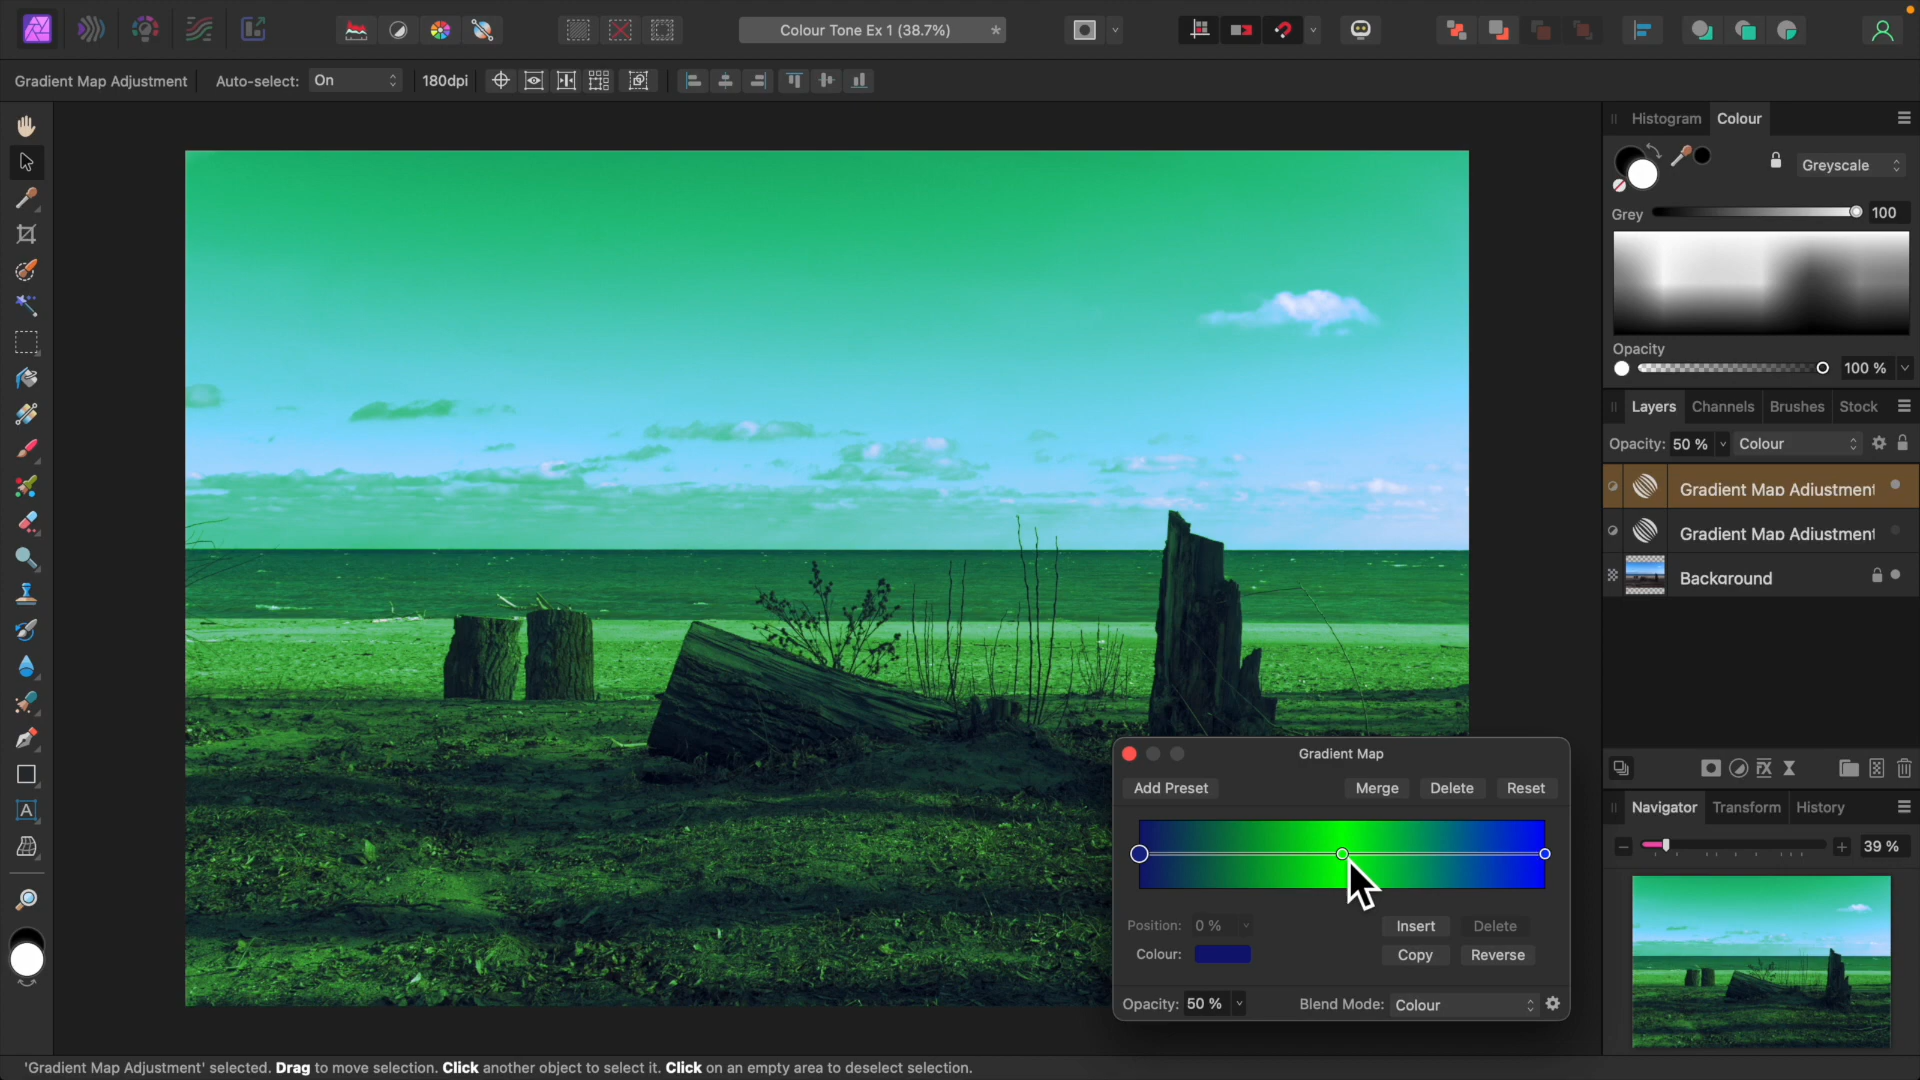 Colour Tone Ex 1 (38.7%)
*
Gradient Map Adjustment
Auto-select:
On
180dpi
Histogram
Colour
Greyscale
Grey
100
Opacity
100 %
Layers
Channels
Brushes
Stock
Opacity:
50 %
Colour
Gradient Map Adjustment
Gradient Map Adjustment
Background
Gradient Map
Add Preset
Merge
Delete
Reset
Position:
0 %
Insert
Delete
Colour:
Copy
Reverse
Opacity:
50 %
Blend Mode:
Colour
Navigator
Transform
History
39 %
'Gradient Map Adjustment' selected. Drag to move selection. Click another object to select it. Click on an empty area to deselect selection.